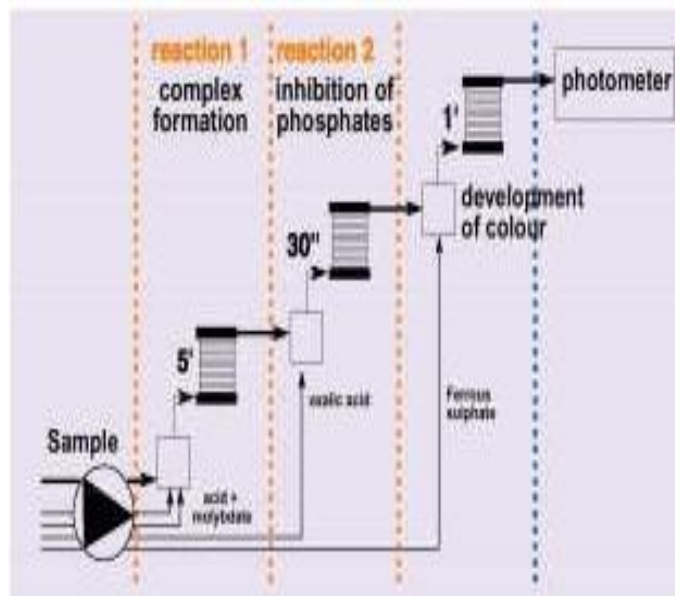 reaction 1
complex
formation
reaction 2
inhibition of
phosphates
1'
photometer
development
of colour
30"
5'
oxalic acid
Ferrous
sulphate
Sample
acid +
molybdate